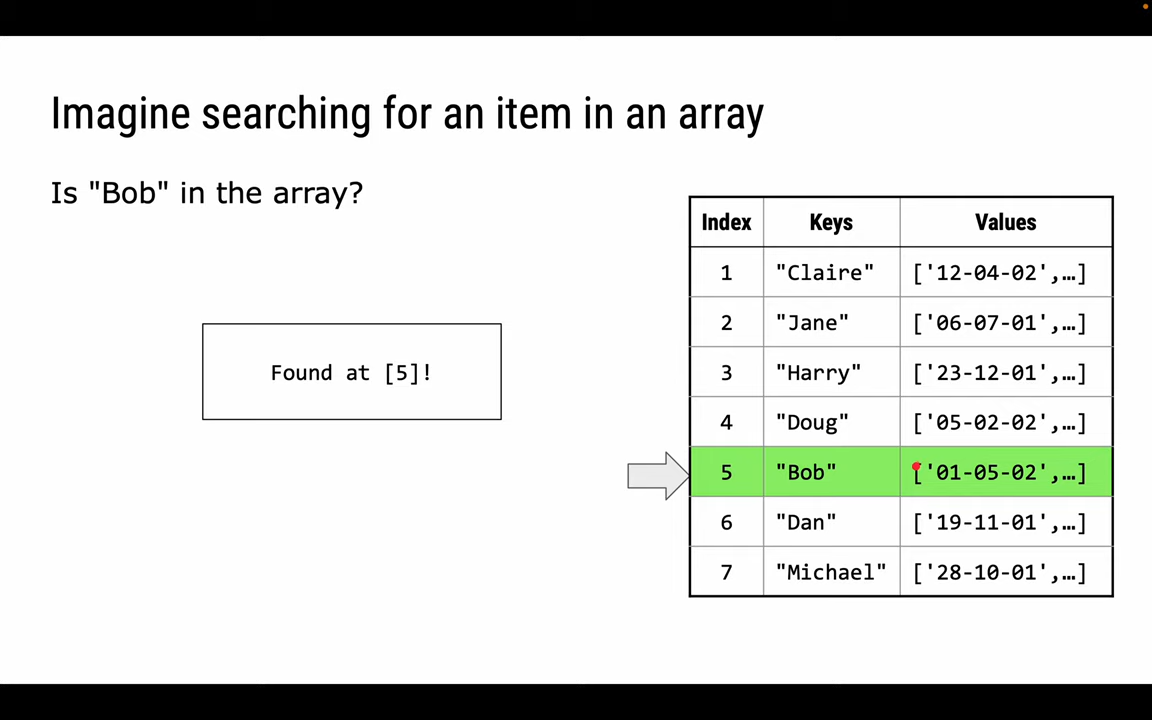 Imagine searching for an item in an array
Is "Bob" in the array?
Found at [5]!
Index Keys Values
1 "Claire" ['12-04-02',…]
2 "Jane" ['06-07-01',…]
3 "Harry" ['23-12-01',…]
4 "Doug" ['05-02-02',…]
5 "Bob" ['01-05-02',…]
6 "Dan" ['19-11-01',…]
7 "Michael" ['28-10-01',…]